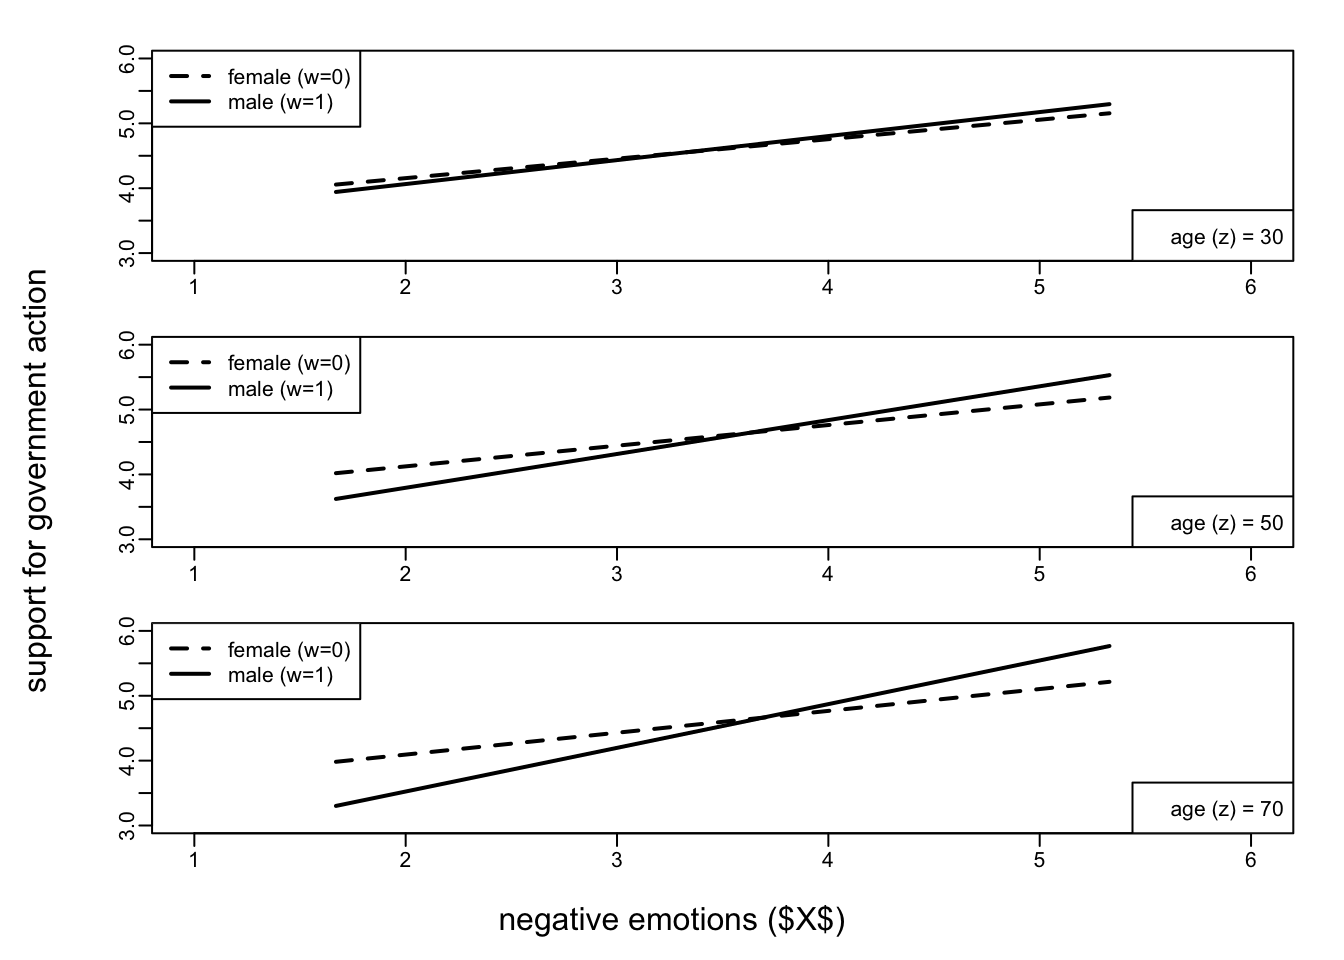 support for government action
6.0
5.0
4.0
3.0
female (w=0)
male (w=1)
age (z) = 30
1 2 3 4 5 6
6.0
5.0
4.0
3.0
female (w=0)
male (w=1)
age (z) = 50
1 2 3 4 5 6
6.0
5.0
4.0
3.0
female (w=0)
male (w=1)
age (z) = 70
1 2 3 4 5 6
negative emotions ($X$)